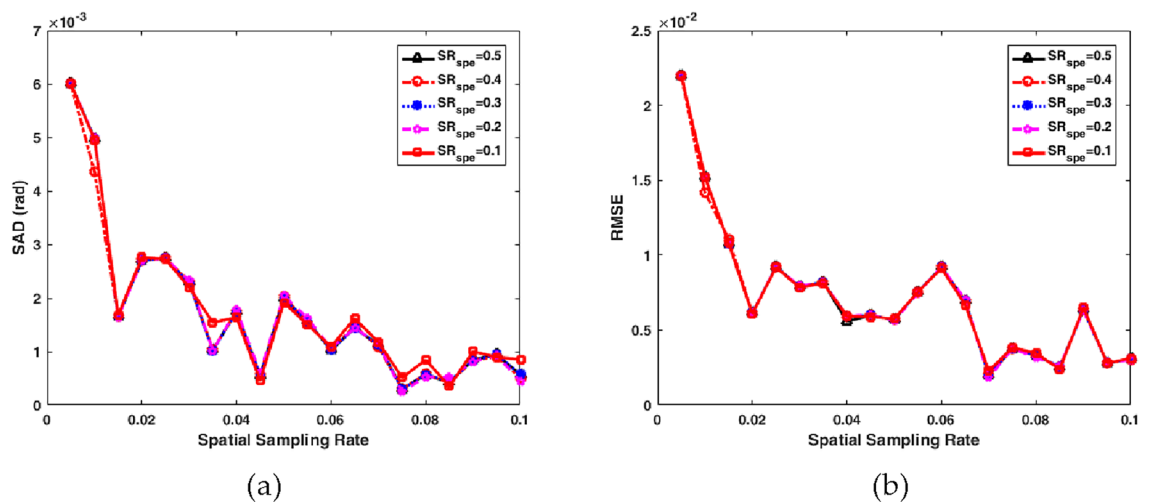 ×10⁻³
7
6
5
4
3
2
1
0
SAD (rad)
SRspe=0.5
SRspe=0.4
SRspe=0.3
SRspe=0.2
SRspe=0.1
0 0.02 0.04 0.06 0.08 0.1
Spatial Sampling Rate
(a)
×10⁻²
2.5
2
1.5
1
0.5
0
RMSE
SRspe=0.5
SRspe=0.4
SRspe=0.3
SRspe=0.2
SRspe=0.1
0 0.02 0.04 0.06 0.08 0.1
Spatial Sampling Rate
(b)